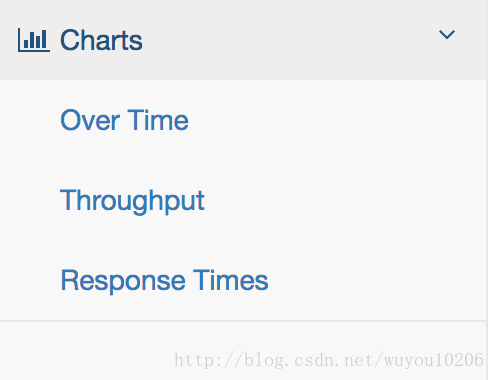 Charts
Over Time
Throughput
Response Times
http://blog.csdn.net/wuyou10206